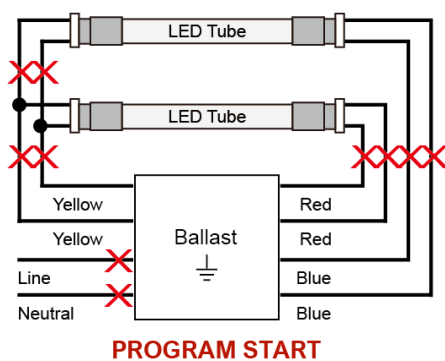 LED Tube
LED Tube
Yellow
Red
Yellow
Ballast
Red
Line
Blue
Neutral
Blue
PROGRAM START